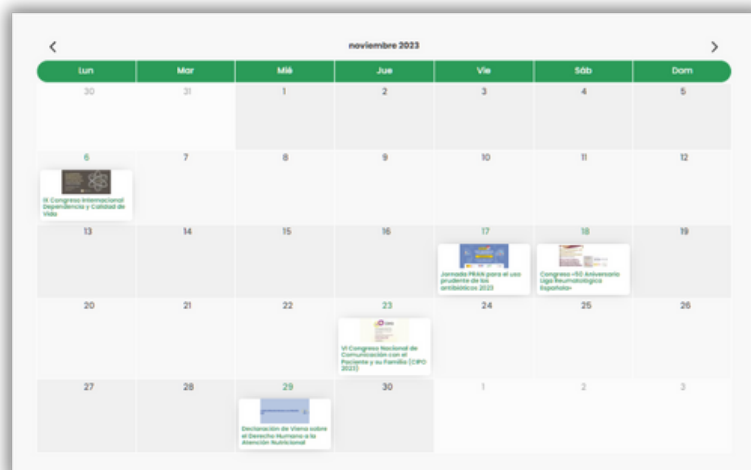 noviembre 2023
Lun Mar Mié Jue Vie Sáb Dom
30 31 1 2 3 4 5
6 7 8 9 10 11 12
IX Congreso Internacional
Dependencia y Calidad de
Vida
13 14 15 16 17 18 19
Jornada PRAN para el uso
prudente de los
antibióticos 2023
Congreso «50 Aniversario
Liga Reumatológica
Española»
20 21 22 23 24 25 26
VI Congreso Nacional de
Comunicación con el
Paciente y su Familia (CIPO
2023)
27 28 29 30 1 2 3
Declaración de Viena sobre
el Derecho Humano a la
Atención Nutricional